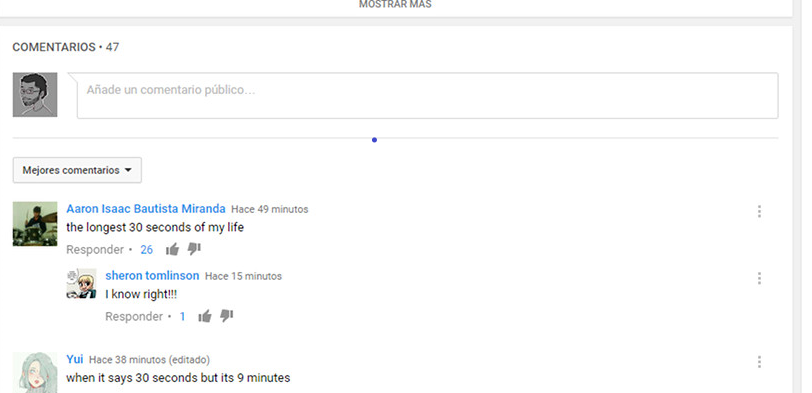 MOSTRAR MÁS
COMENTARIOS • 47
Añade un comentario público...
Mejores comentarios
Aaron Isaac Bautista Miranda Hace 49 minutos
the longest 30 seconds of my life
Responder • 26
sheron tomlinson Hace 15 minutos
I know right!!!
Responder • 1
Yui Hace 38 minutos (editado)
when it says 30 seconds but its 9 minutes